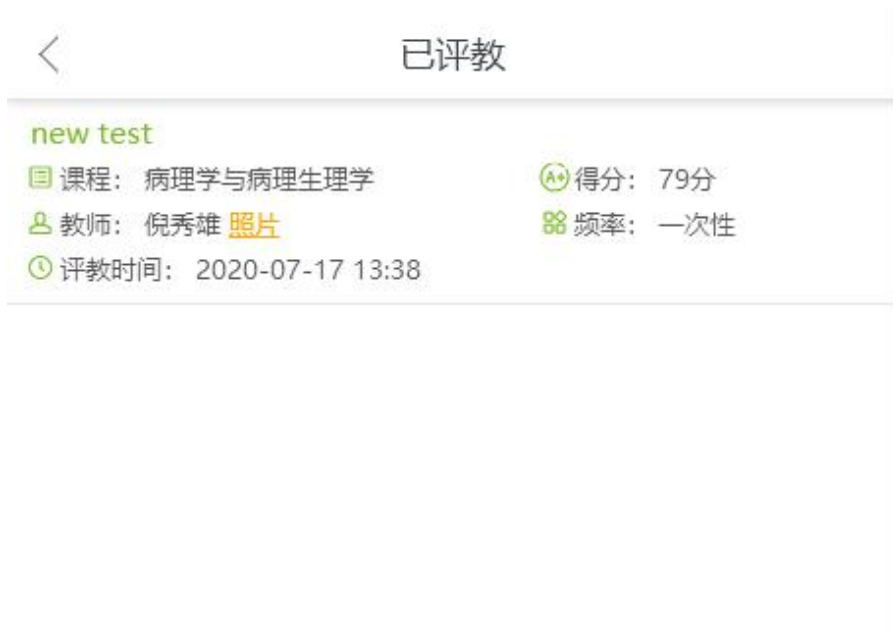 已评教
new test
课程： 病理学与病理生理学 得分： 79分
教师： 倪秀雄 照片 频率： 一次性
评教时间： 2020-07-17 13:38